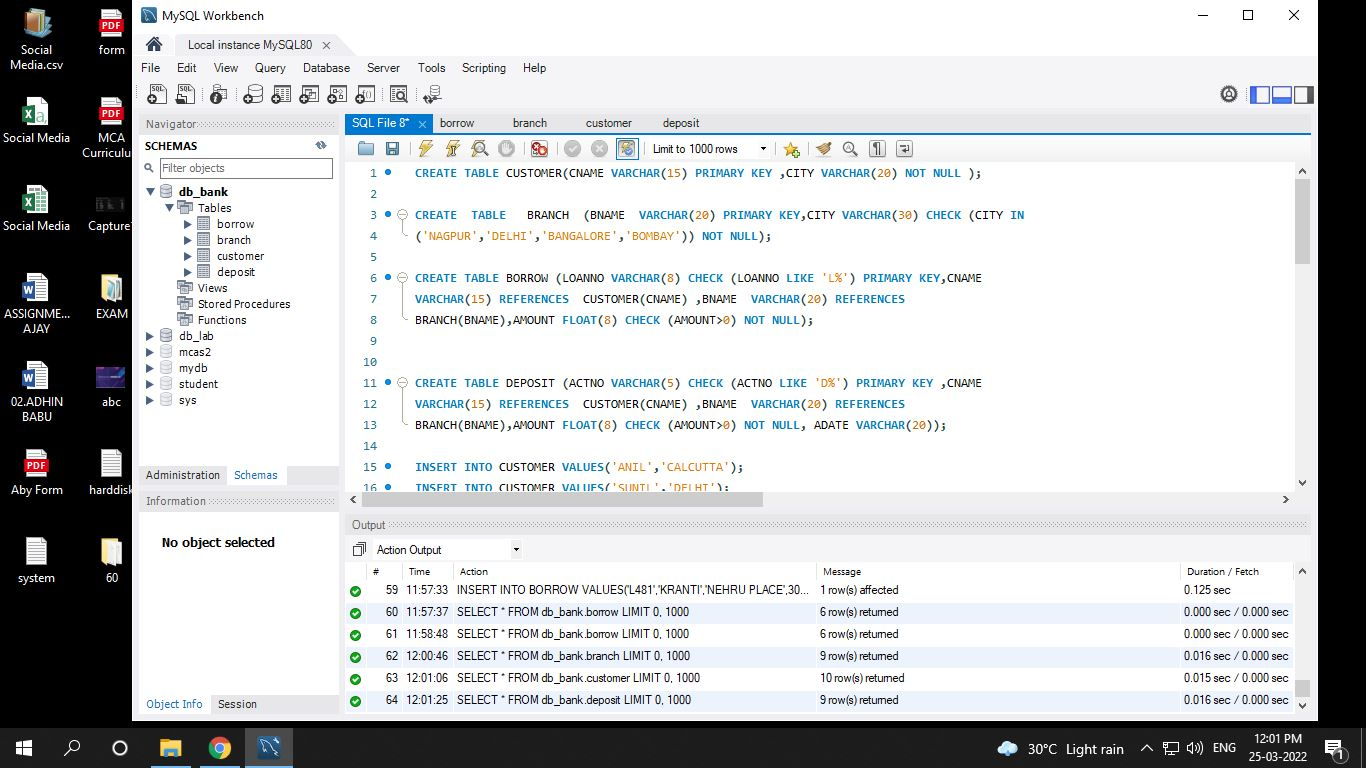 Social Media.csv
form
Social Media
MCA Curriculu
Social Media
Capture
ASSIGNME... AJAY
EXAM
02.ADHIN BABU
abc
Aby Form
harddisk
system
60
MySQL Workbench
Local instance MySQL80
File Edit View Query Database Server Tools Scripting Help
Navigator
SCHEMAS
Filter objects
db_bank
Tables
borrow
branch
customer
deposit
Views
Stored Procedures
Functions
db_lab
mcas2
mydb
student
sys
Administration Schemas
Information
No object selected
Object Info Session
SQL File 8* borrow branch customer deposit
Limit to 1000 rows
1 CREATE TABLE CUSTOMER(CNAME VARCHAR(15) PRIMARY KEY ,CITY VARCHAR(20) NOT NULL );
2
3 CREATE  TABLE   BRANCH  (BNAME  VARCHAR(20) PRIMARY KEY,CITY VARCHAR(30) CHECK (CITY IN
4 ('NAGPUR','DELHI','BANGALORE','BOMBAY')) NOT NULL);
5
6 CREATE TABLE BORROW (LOANNO VARCHAR(8) CHECK (LOANNO LIKE 'L%') PRIMARY KEY,CNAME
7 VARCHAR(15) REFERENCES  CUSTOMER(CNAME) ,BNAME  VARCHAR(20) REFERENCES
8 BRANCH(BNAME),AMOUNT FLOAT(8) CHECK (AMOUNT>0) NOT NULL);
9
10
11 CREATE TABLE DEPOSIT (ACTNO VARCHAR(5) CHECK (ACTNO LIKE 'D%') PRIMARY KEY ,CNAME
12 VARCHAR(15) REFERENCES  CUSTOMER(CNAME) ,BNAME  VARCHAR(20) REFERENCES
13 BRANCH(BNAME),AMOUNT FLOAT(8) CHECK (AMOUNT>0) NOT NULL, ADATE VARCHAR(20));
14
15 INSERT INTO CUSTOMER VALUES('ANIL','CALCUTTA');
16 INSERT INTO CUSTOMER VALUES('SUNIL','DELHI');
Output
Action Output
# Time Action Message Duration / Fetch
59 11:57:33 INSERT INTO BORROW VALUES('L481','KRANTI','NEHRU PLACE',30... 1 row(s) affected 0.125 sec
60 11:57:37 SELECT * FROM db_bank.borrow LIMIT 0, 1000 6 row(s) returned 0.000 sec / 0.000 sec
61 11:58:48 SELECT * FROM db_bank.borrow LIMIT 0, 1000 6 row(s) returned 0.000 sec / 0.000 sec
62 12:00:46 SELECT * FROM db_bank.branch LIMIT 0, 1000 9 row(s) returned 0.016 sec / 0.000 sec
63 12:01:06 SELECT * FROM db_bank.customer LIMIT 0, 1000 10 row(s) returned 0.015 sec / 0.000 sec
64 12:01:25 SELECT * FROM db_bank.deposit LIMIT 0, 1000 9 row(s) returned 0.016 sec / 0.000 sec
30°C Light rain ENG 12:01 PM
25-03-2022
1